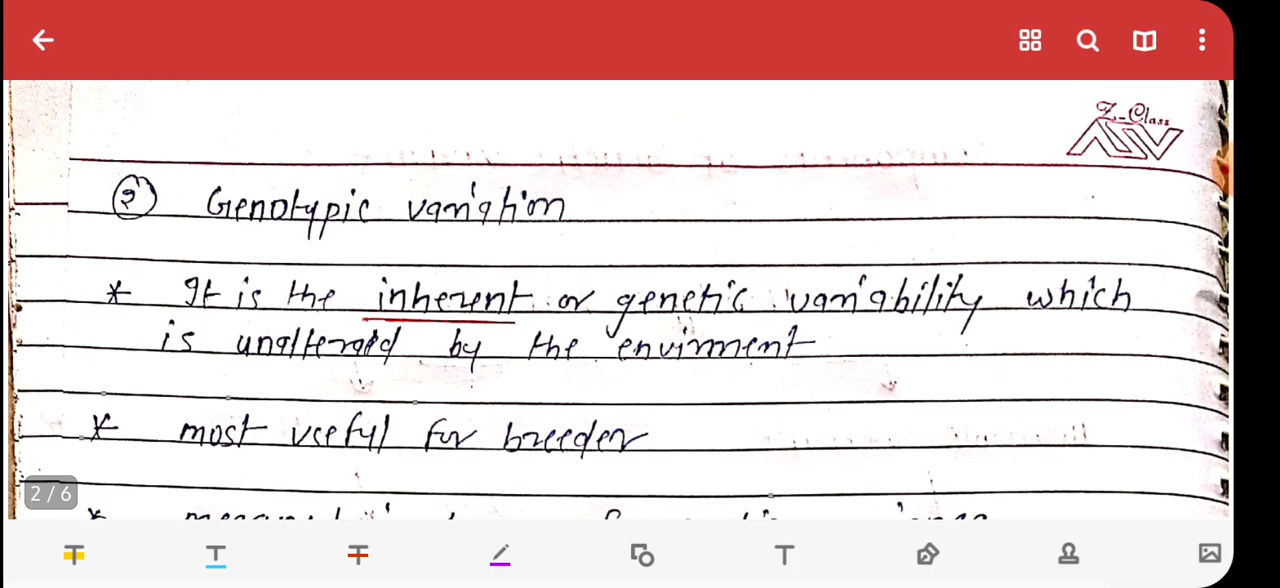 Z-Class
② Genotypic variation
* It is the inherent or genetic variability which
is unalterated by the envirnment
* most useful for breeder
2 / 6
T
T
T
T